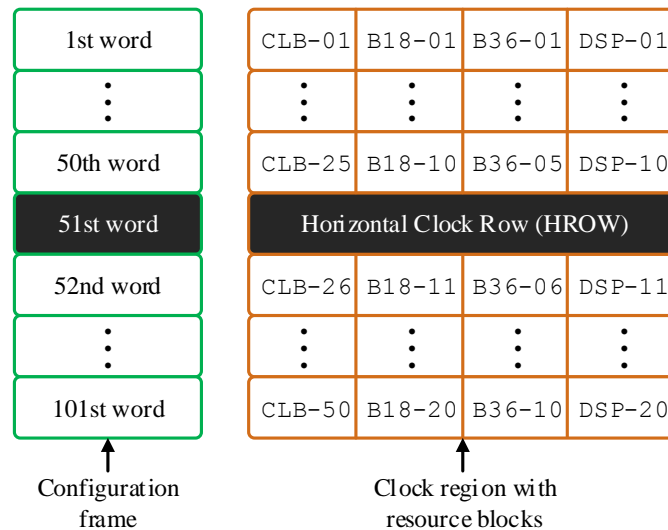 1st word CLB-01 B18-01 B36-01 DSP-01
50th word CLB-25 B18-10 B36-05 DSP-10
51st word Horizontal Clock Row (HROW)
52nd word CLB-26 B18-11 B36-06 DSP-11
101st word CLB-50 B18-20 B36-10 DSP-20
Configuration
frame
Clock region with
resource blocks